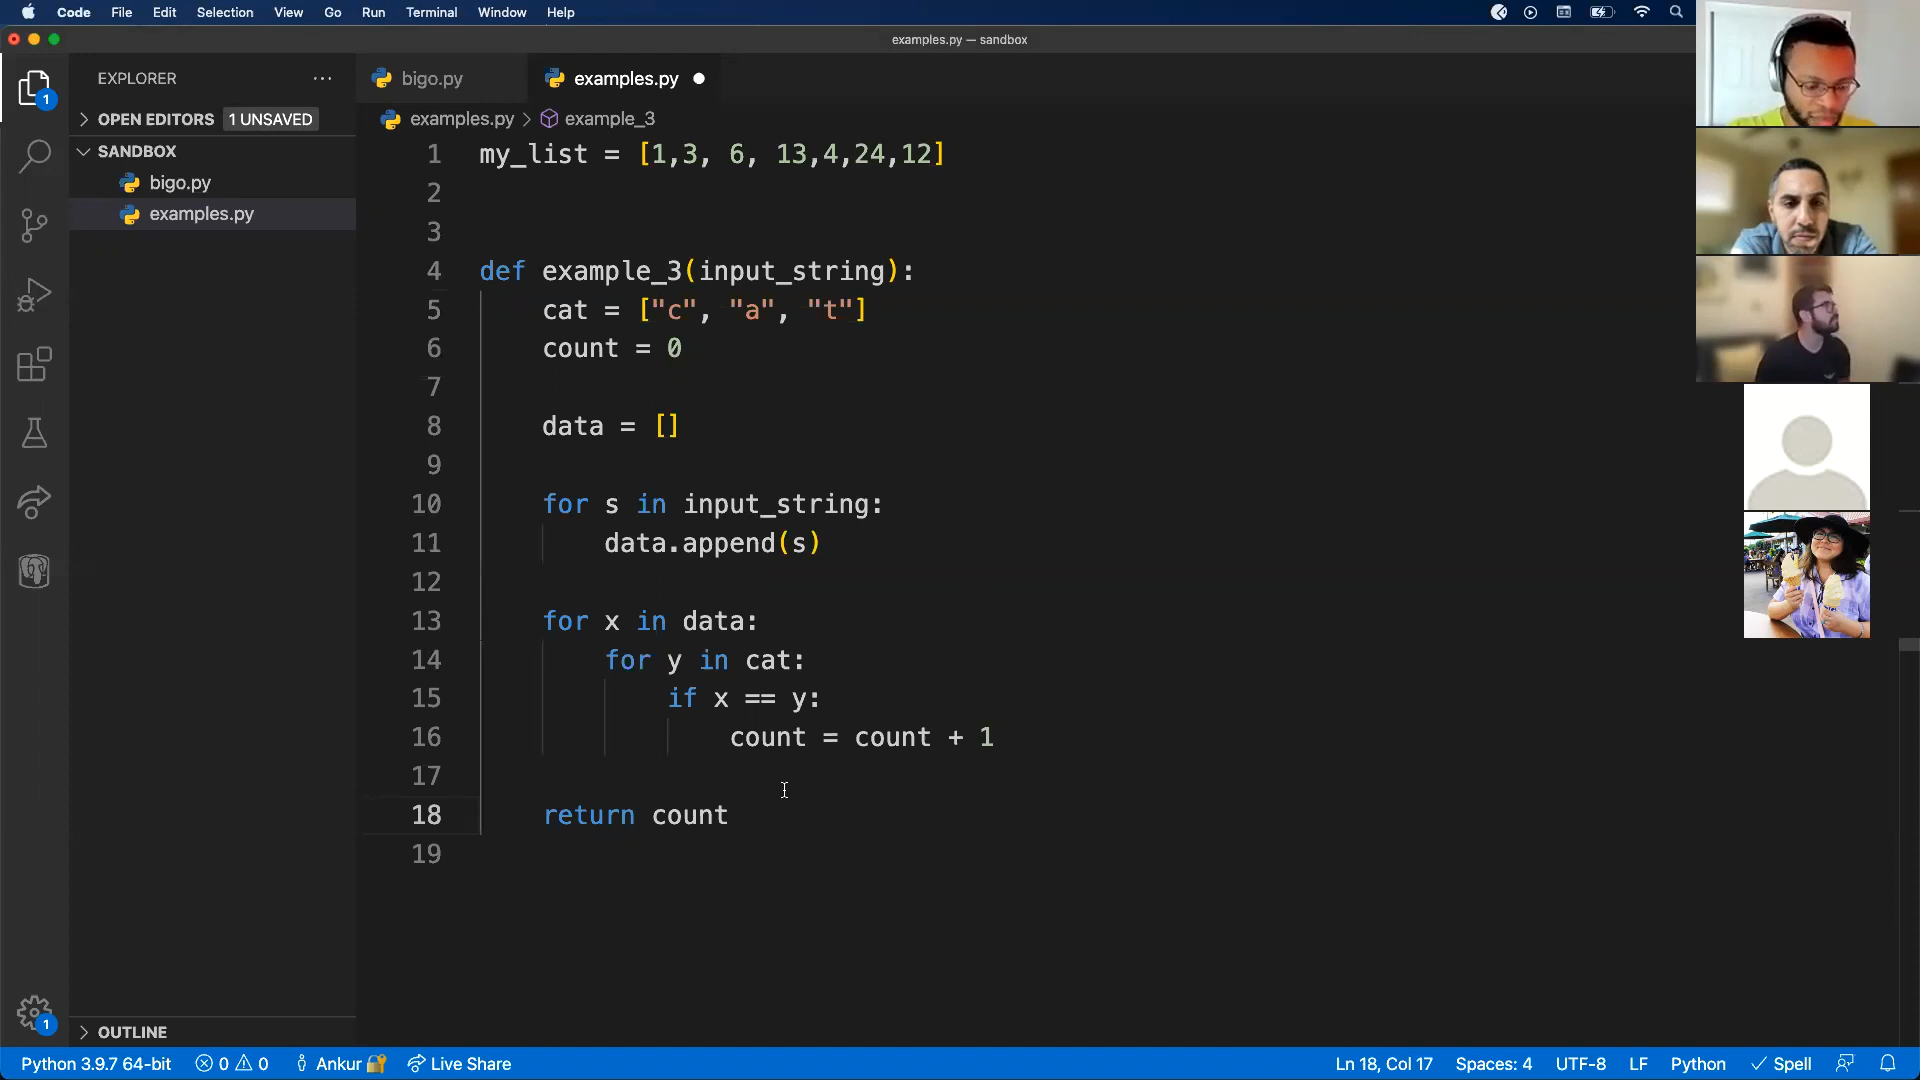 Code File Edit Selection View Go Run Terminal Window Help
examples.py — sandbox
EXPLORER ...
bigo.py
examples.py
OPEN EDITORS 1 UNSAVED
SANDBOX
bigo.py
examples.py
1
examples.py > example_3
1 my_list = [1,3, 6, 13,4,24,12]
2
3
4 def example_3(input_string):
5 cat = ["c", "a", "t"]
6 count = 0
7
8 data = []
9
10 for s in input_string:
11 data.append(s)
12
13 for x in data:
14 for y in cat:
15 if x == y:
16 count = count + 1
17
18 return count
19
1
OUTLINE
Python 3.9.7 64-bit 0 0 Ankur Live Share Ln 18, Col 17 Spaces: 4 UTF-8 LF Python Spell